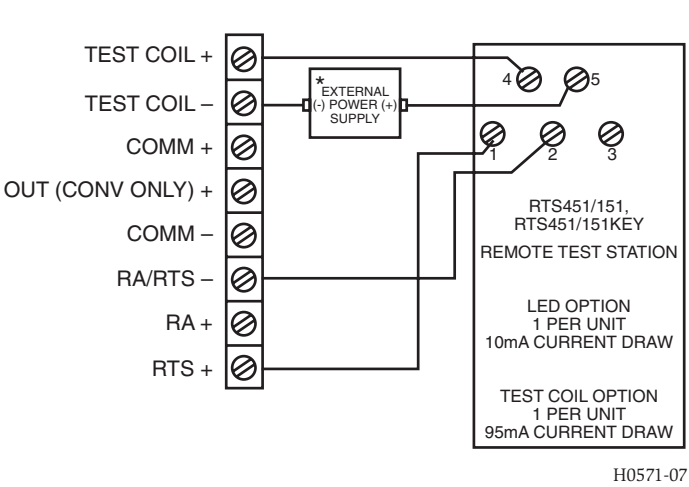 TEST COIL +
TEST COIL –
COMM +
OUT (CONV ONLY) +
COMM –
RA/RTS –
RA +
RTS +
*
EXTERNAL
(-) POWER (+)
SUPPLY
4
5
1
2
3
RTS451/151,
RTS451/151KEY
REMOTE TEST STATION
LED OPTION
1 PER UNIT
10mA CURRENT DRAW
TEST COIL OPTION
1 PER UNIT
95mA CURRENT DRAW
H0571-07